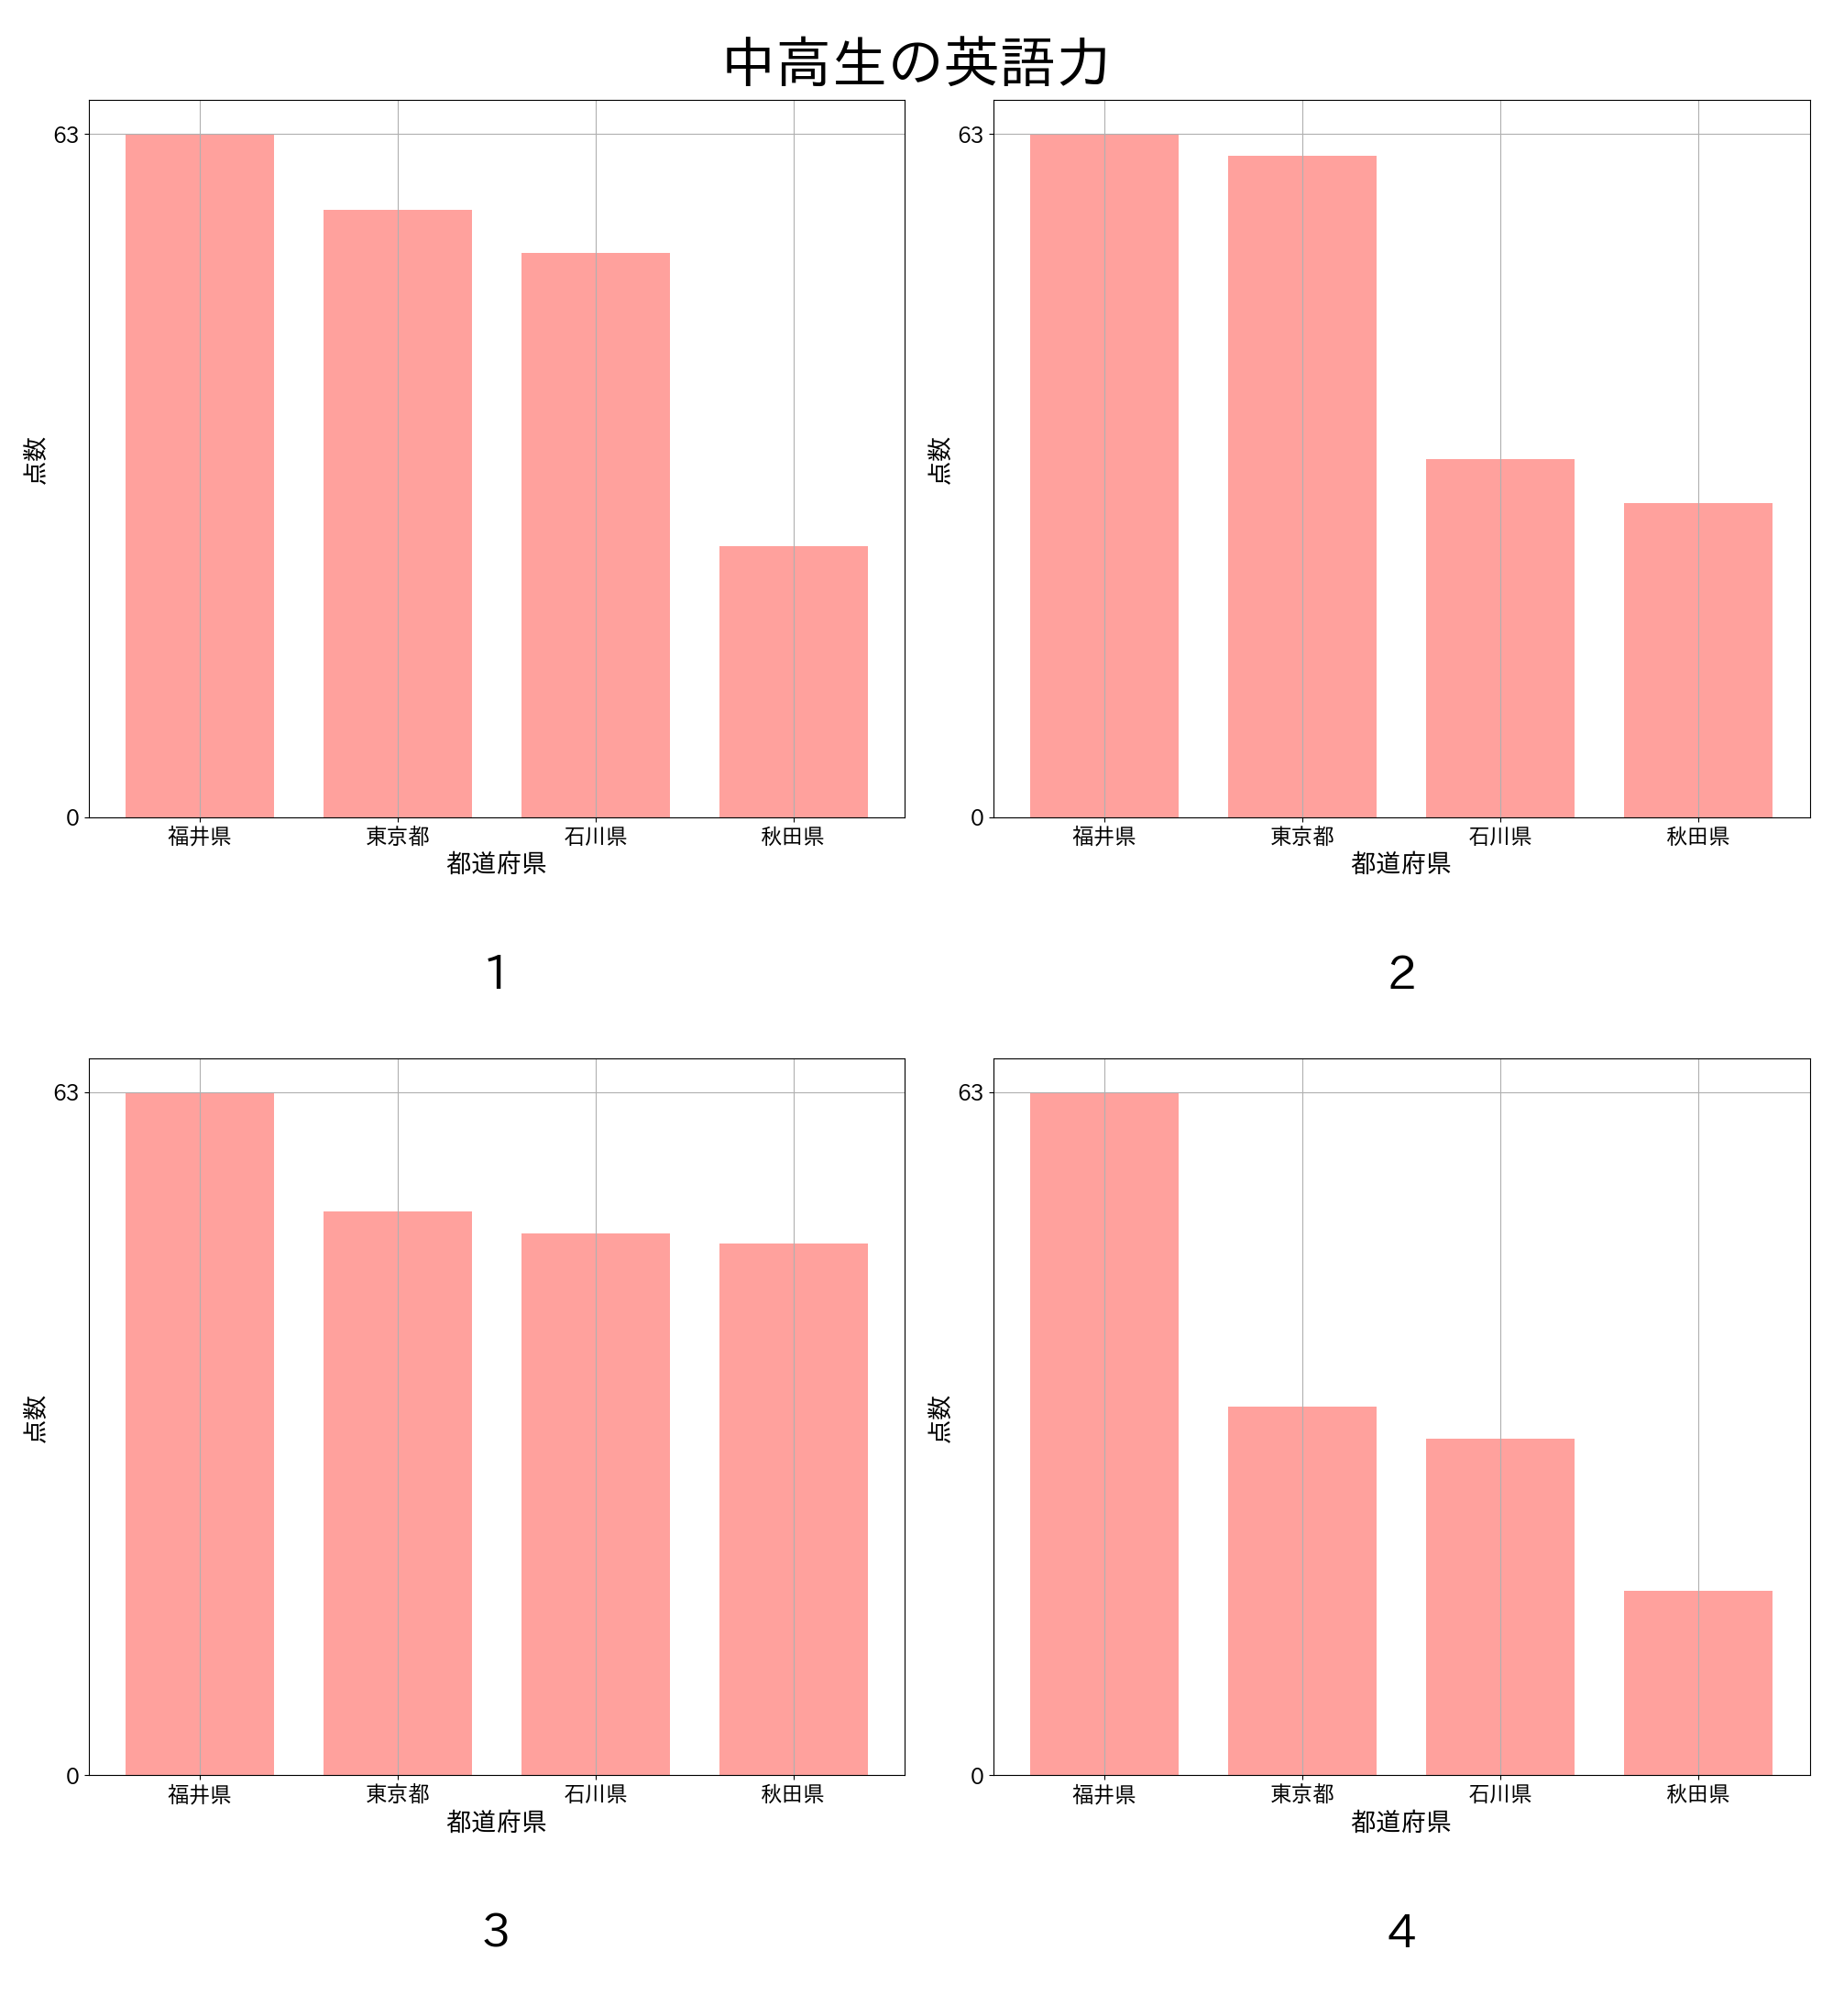 中高生の英語力
63
点数
0
福井県 東京都 石川県 秋田県
都道府県
1
63
点数
0
福井県 東京都 石川県 秋田県
都道府県
2
63
点数
0
福井県 東京都 石川県 秋田県
都道府県
3
63
点数
0
福井県 東京都 石川県 秋田県
都道府県
4